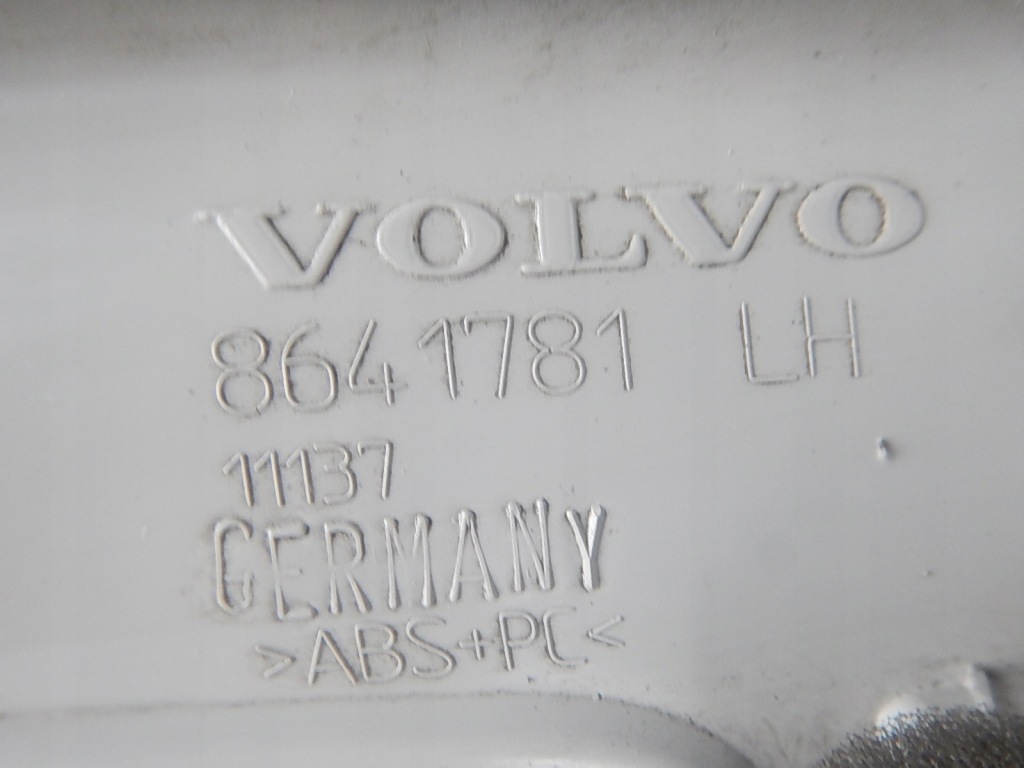 VOLVO
8641781 LH
11137
GERMANY
>ABS+PC<